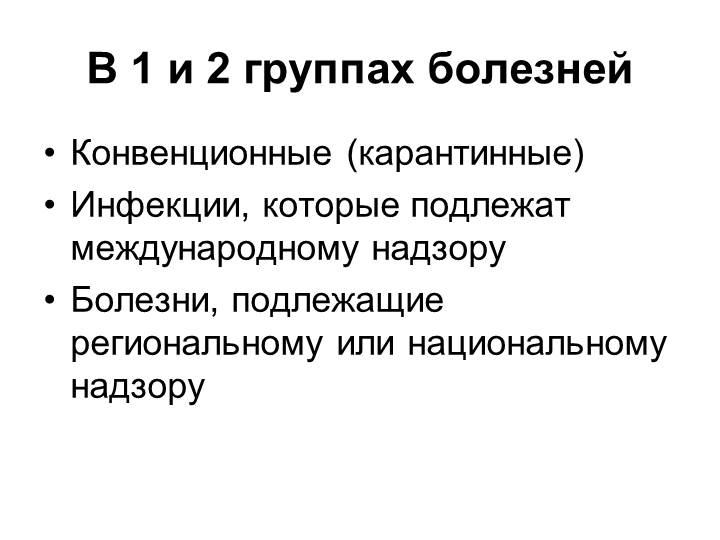 В 1 и 2 группах болезней
• Конвенционные (карантинные)
• Инфекции, которые подлежат
международному надзору
• Болезни, подлежащие
региональному или национальному
надзору